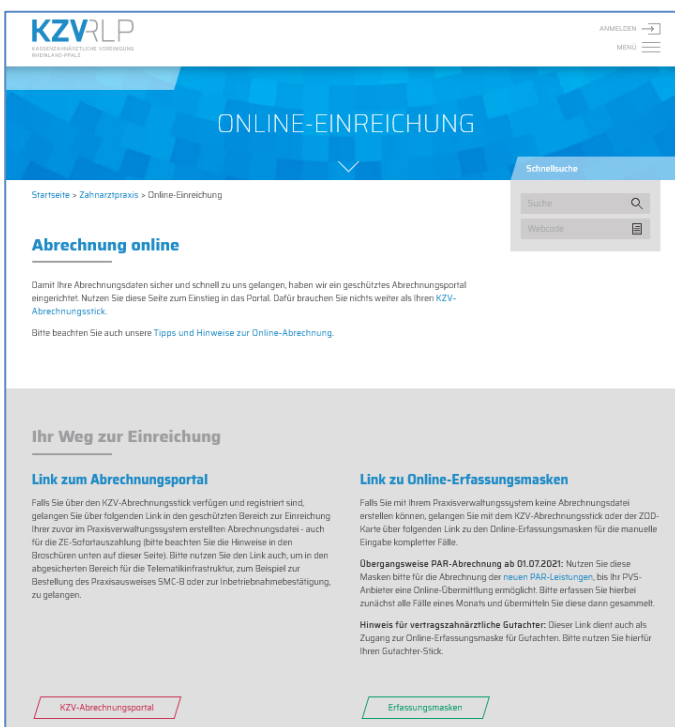 KZVRLP
KASSENZAHNÄRZTLICHE VEREINIGUNG
RHEINLAND-PFALZ
ANMELDEN
MENÜ
ONLINE-EINREICHUNG
Schnellsuche
Suche
Webcode
Startseite > Zahnarztpraxis > Online-Einreichung
Abrechnung online
Damit Ihre Abrechnungsdaten sicher und schnell zu uns gelangen, haben wir ein geschütztes Abrechnungsportal
eingerichtet. Nutzen Sie diese Seite zum Einstieg in das Portal. Dafür brauchen Sie nichts weiter als Ihren KZV-
Abrechnungsstick.
Bitte beachten Sie auch unsere Tipps und Hinweise zur Online-Abrechnung.
Ihr Weg zur Einreichung
Link zum Abrechnungsportal
Falls Sie über den KZV-Abrechnungsstick verfügen und registriert sind,
gelangen Sie über folgenden Link in den geschützten Bereich zur Einreichung
Ihrer zuvor im Praxisverwaltungssystem erstellten Abrechnungsdatei - auch
für die ZE-Sofortauszahlung (bitte beachten Sie die Hinweise in den
Broschüren unten auf dieser Seite). Bitte nutzen Sie den Link auch, um in den
abgesicherten Bereich für die Telematikinfrastruktur, zum Beispiel zur
Bestellung des Praxisausweises SMC-B oder zur Inbetriebnahmebestätigung,
zu gelangen.
KZV-Abrechnungsportal
Link zu Online-Erfassungsmasken
Falls Sie mit Ihrem Praxisverwaltungssystem keine Abrechnungsdatei
erstellen können, gelangen Sie mit dem KZV-Abrechnungsstick oder der ZOD-
Karte über folgenden Link zu den Online-Erfassungsmasken für die manuelle
Eingabe kompletter Fälle.
Übergangsweise PAR-Abrechnung ab 01.07.2021: Nutzen Sie diese
Masken bitte für die Abrechnung der neuen PAR-Leistungen, bis Ihr PVS-
Anbieter eine Online-Übermittlung ermöglicht. Bitte erfassen Sie hierbei
zunächst alle Fälle eines Monats und übermitteln Sie diese dann gesammelt.
Hinweis für vertragszahnärztliche Gutachter: Dieser Link dient auch als
Zugang zur Online-Erfassungsmaske für Gutachten. Bitte nutzen Sie hierfür
Ihren Gutachter-Stick.
Erfassungsmasken